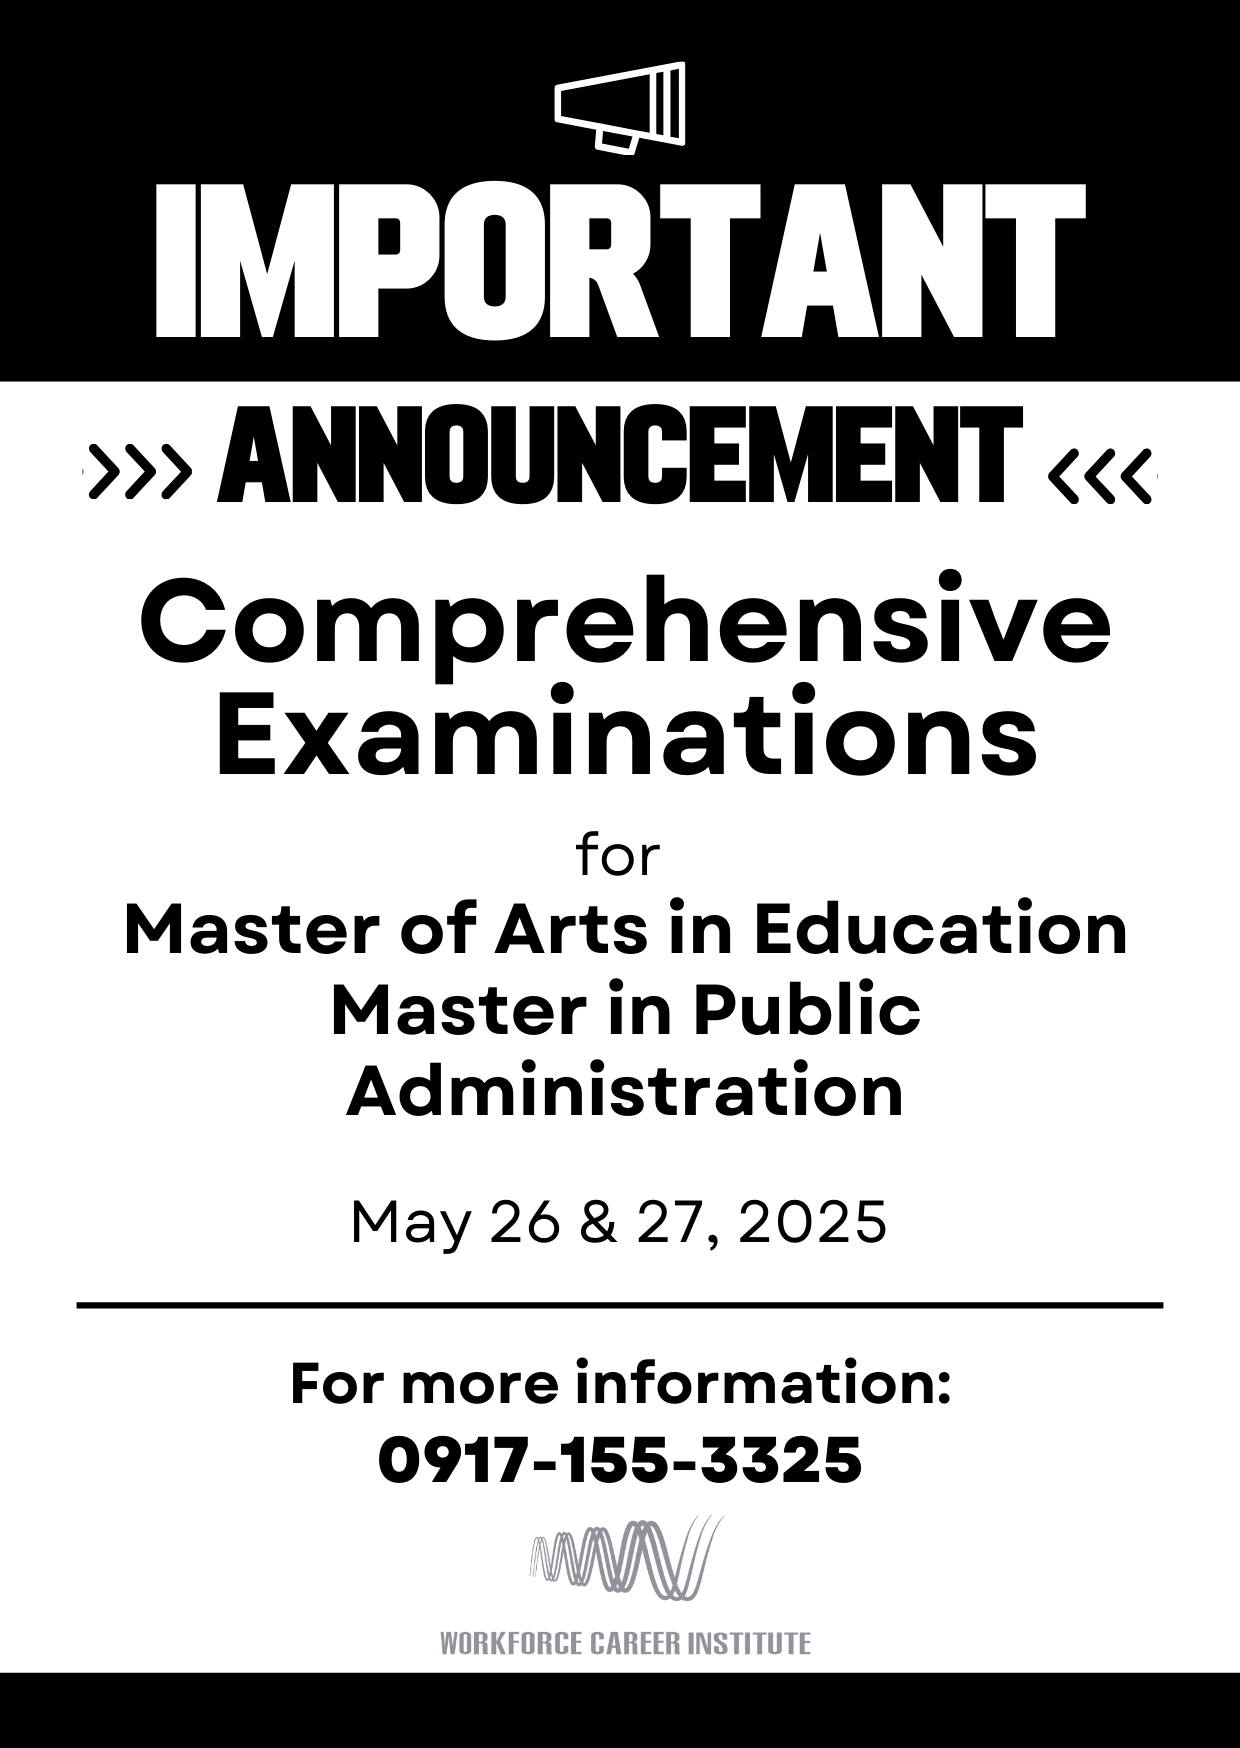 IMPORTANT
ANNOUNCEMENT
Comprehensive
Examinations
for
Master of Arts in Education
Master in Public
Administration
May 26 & 27, 2025
For more information:
0917-155-3325
WORKFORCE CAREER INSTITUTE